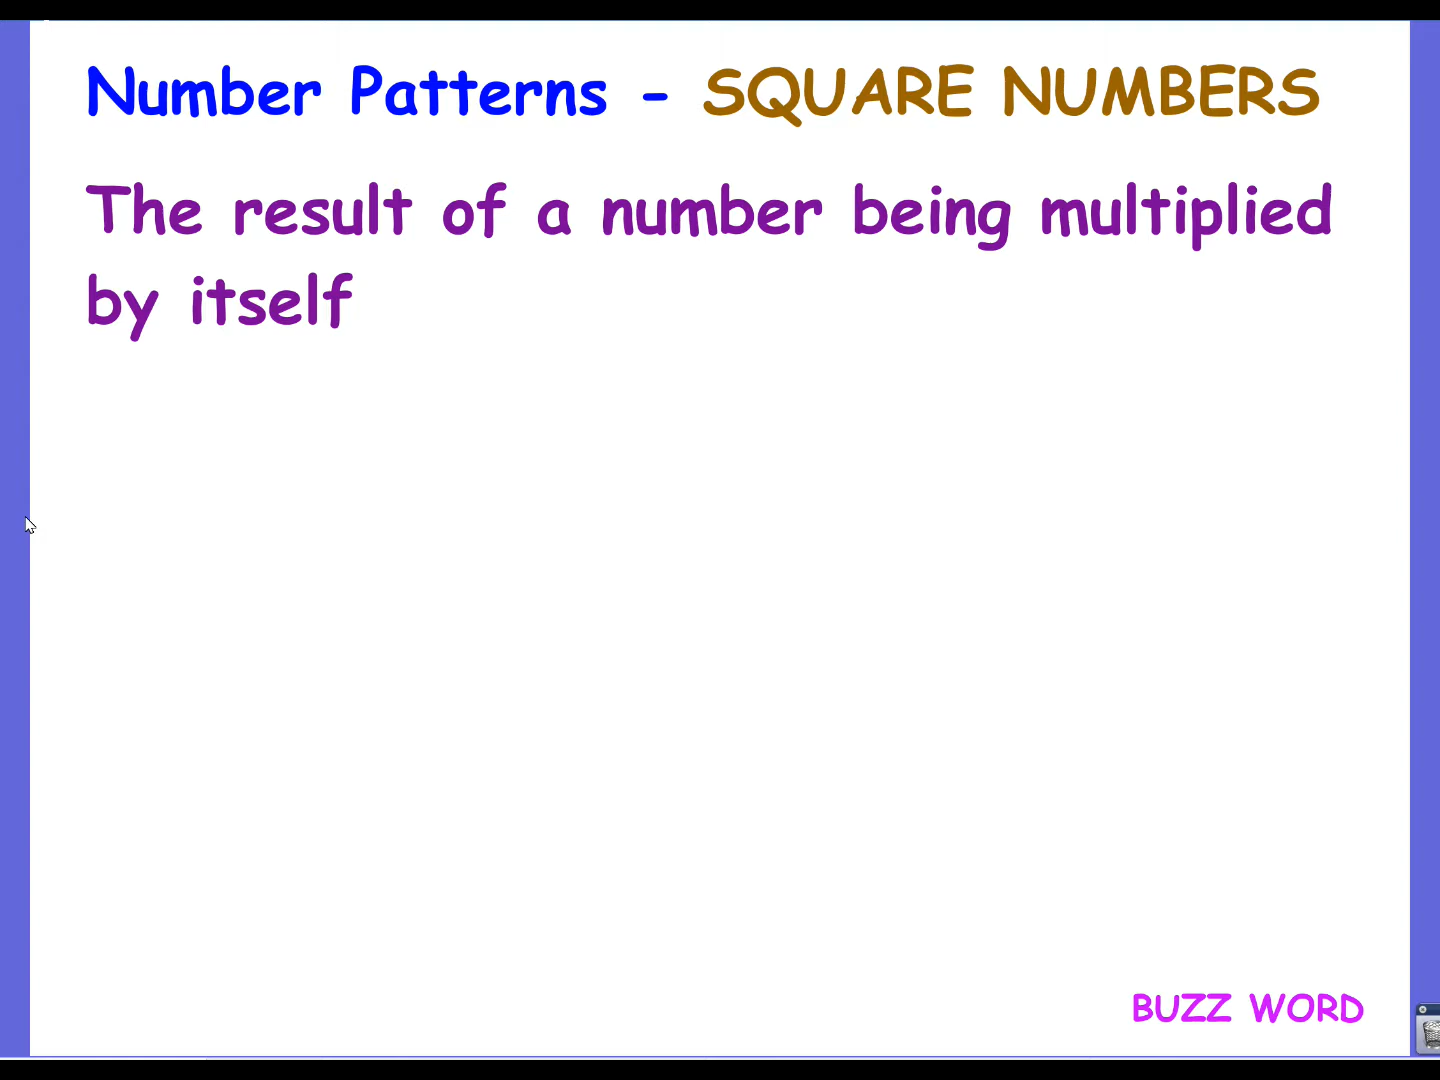 Number Patterns - SQUARE NUMBERS
The result of a number being multiplied
by itself
BUZZ WORD